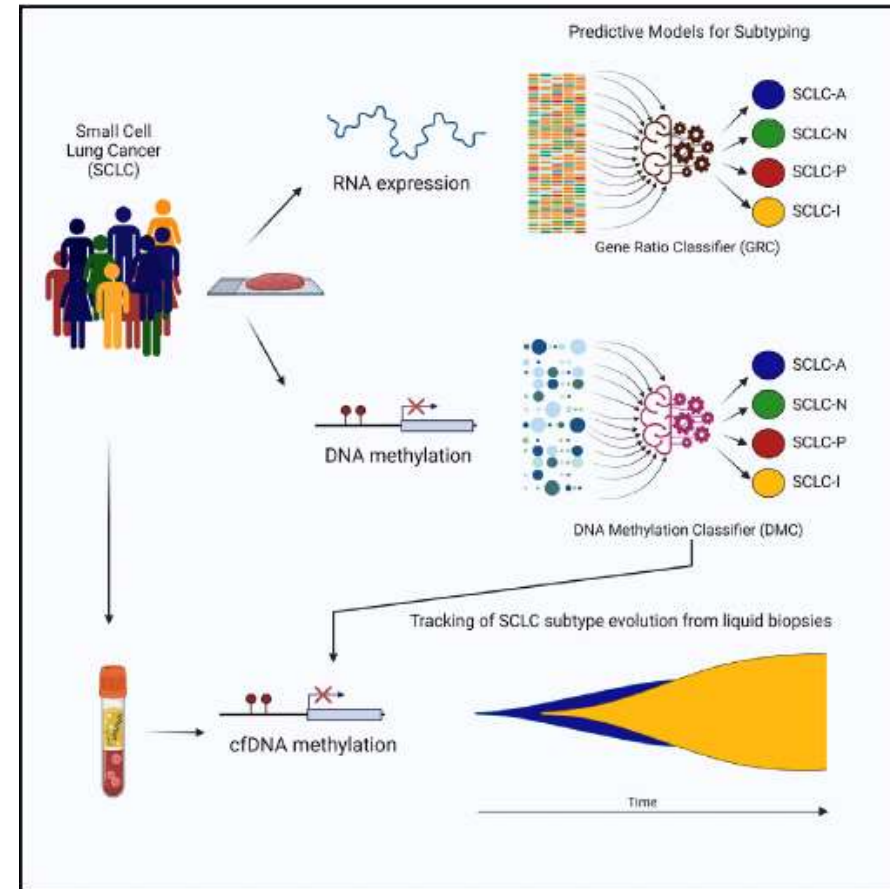 Predictive Models for Subtyping
Small Cell
Lung Cancer
(SCLC)
RNA expression
SCLC-A
SCLC-N
SCLC-P
SCLC-I
Gene Ratio Classifier (GRC)
DNA methylation
SCLC-A
SCLC-N
SCLC-P
SCLC-I
DNA Methylation Classifier (DMC)
Tracking of SCLC subtype evolution from liquid biopsies
cfDNA methylation
Time